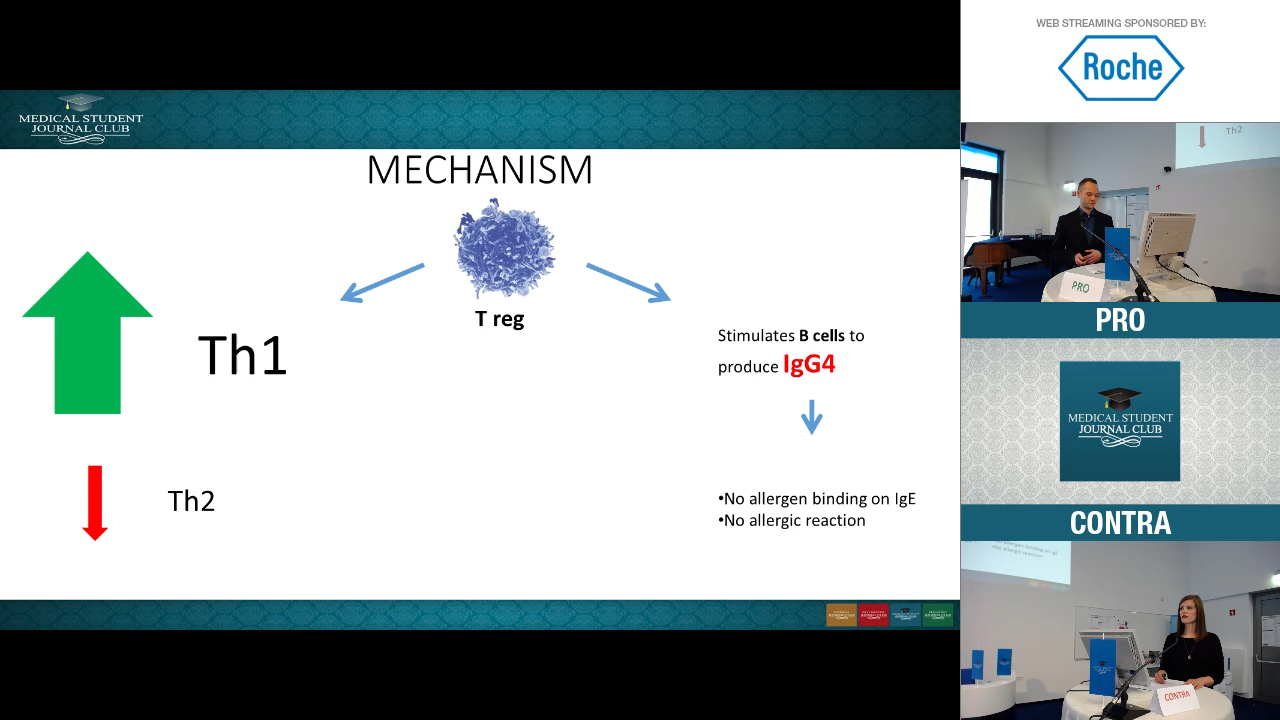 MEDICAL STUDENT
JOURNAL CLUB
MECHANISM
T reg
Th1
Th2
Stimulates B cells to
produce IgG4
•No allergen binding on IgE
•No allergic reaction
WEB STREAMING SPONSORED BY:
Roche
Th2
PRO
PRO
MEDICAL STUDENT
JOURNAL CLUB
CONTRA
CONTRA